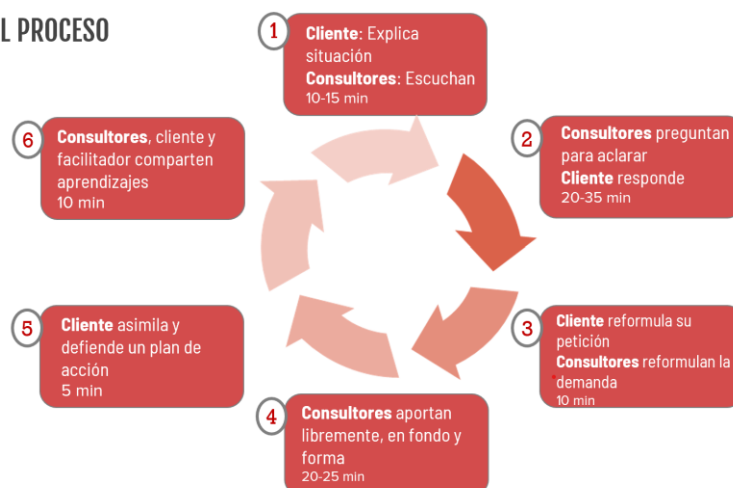 L PROCESO
1
Cliente: Explica
situación
Consultores: Escuchan
10-15 min
2
Consultores preguntan
para aclarar
Cliente responde
20-35 min
3
Cliente reformula su
petición
Consultores reformulan la
demanda
10 min
4
Consultores aportan
libremente, en fondo y
forma
20-25 min
5
Cliente asimila y
defiende un plan de
acción
5 min
6
Consultores, cliente y
facilitador comparten
aprendizajes
10 min